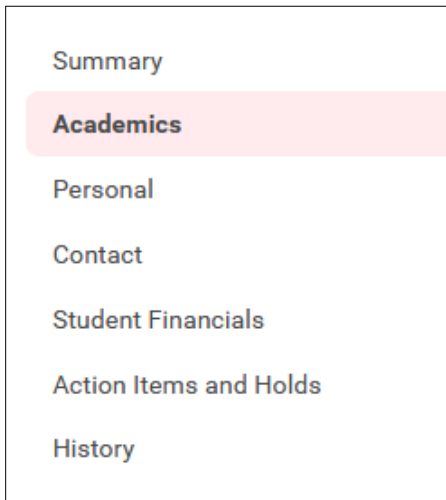 Summary
Academics
Personal
Contact
Student Financials
Action Items and Holds
History